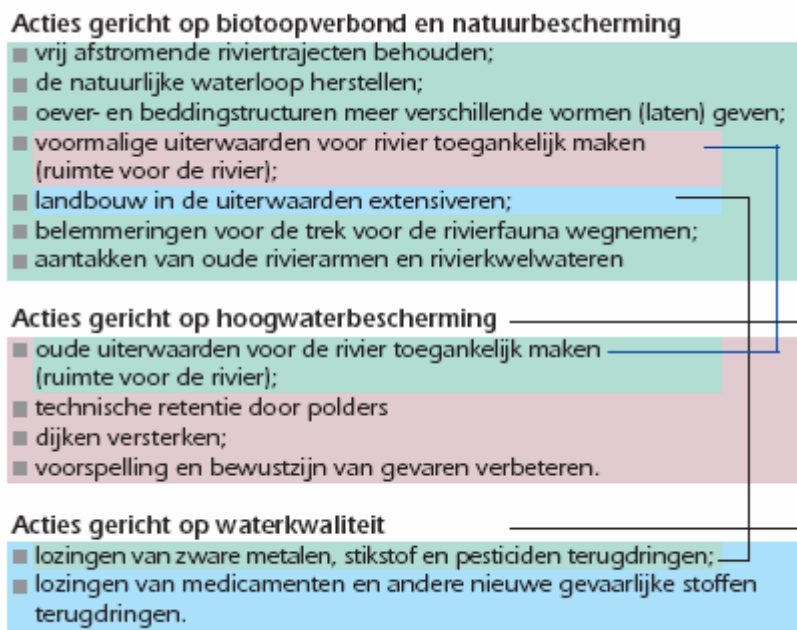 Acties gericht op biotoopverbond en natuurbescherming
vrij afstromende riviertrajecten behouden;
de natuurlijke waterloop herstellen;
oever- en beddingstructuren meer verschillende vormen (laten) geven;
voormalige uiterwaarden voor rivier toegankelijk maken
(ruimte voor de rivier);
landbouw in de uiterwaarden extensiveren;
belemmeringen voor de trek voor de rivierfauna wegnemen;
aantakken van oude rivierarmen en rivierkwelwateren
Acties gericht op hoogwaterbescherming
oude uiterwaarden voor de rivier toegankelijk maken
(ruimte voor de rivier);
technische retentie door polders
dijken versterken;
voorspelling en bewustzijn van gevaren verbeteren.
Acties gericht op waterkwaliteit
lozingen van zware metalen, stikstof en pesticiden terugdringen;
lozingen van medicamenten en andere nieuwe gevaarlijke stoffen
terugdringen.